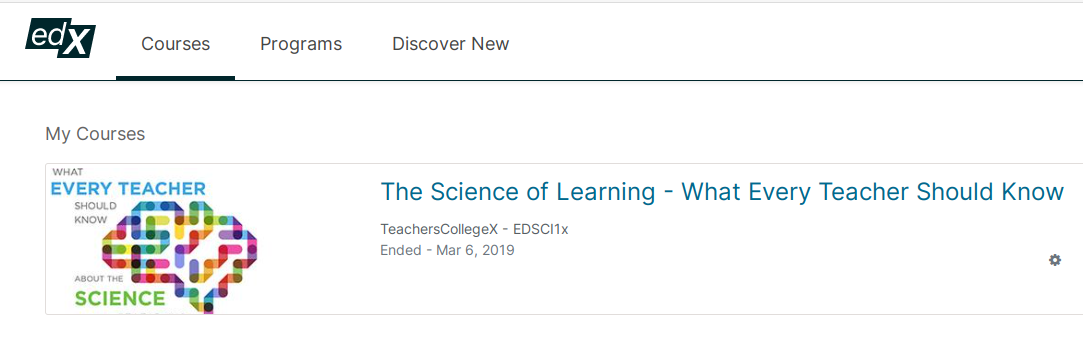 edX
Courses
Programs
Discover New
My Courses
WHAT
EVERY TEACHER
SHOULD
KNOW
ABOUT THE
SCIENCE
The Science of Learning - What Every Teacher Should Know
TeachersCollegeX - EDSCI1x
Ended - Mar 6, 2019